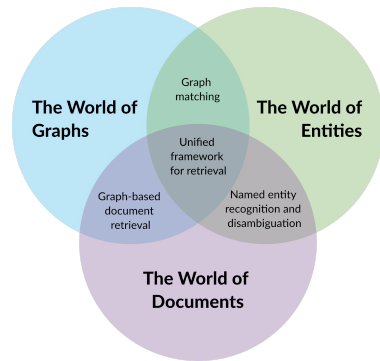 Graph
matching
The World of
Graphs
The World of
Entities
Unified
framework
for retrieval
Graph-based
document
retrieval
Named entity
recognition and
disambiguation
The World of
Documents